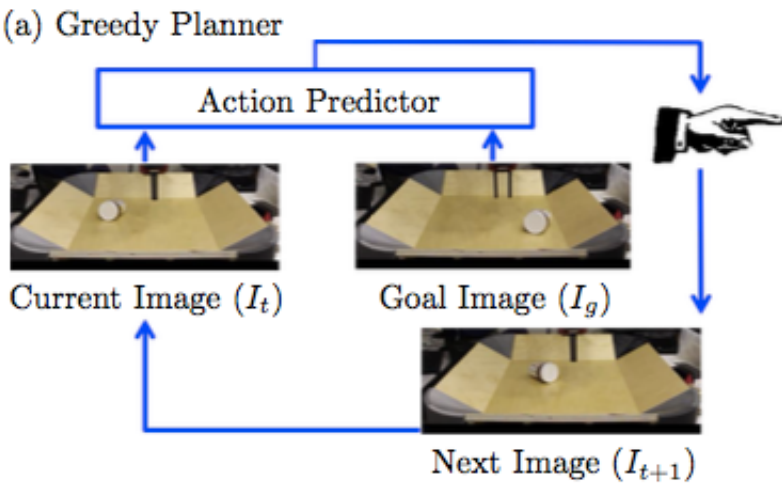 (a) Greedy Planner
Action Predictor
Current Image (I_t)
Goal Image (I_g)
Next Image (I_{t+1})